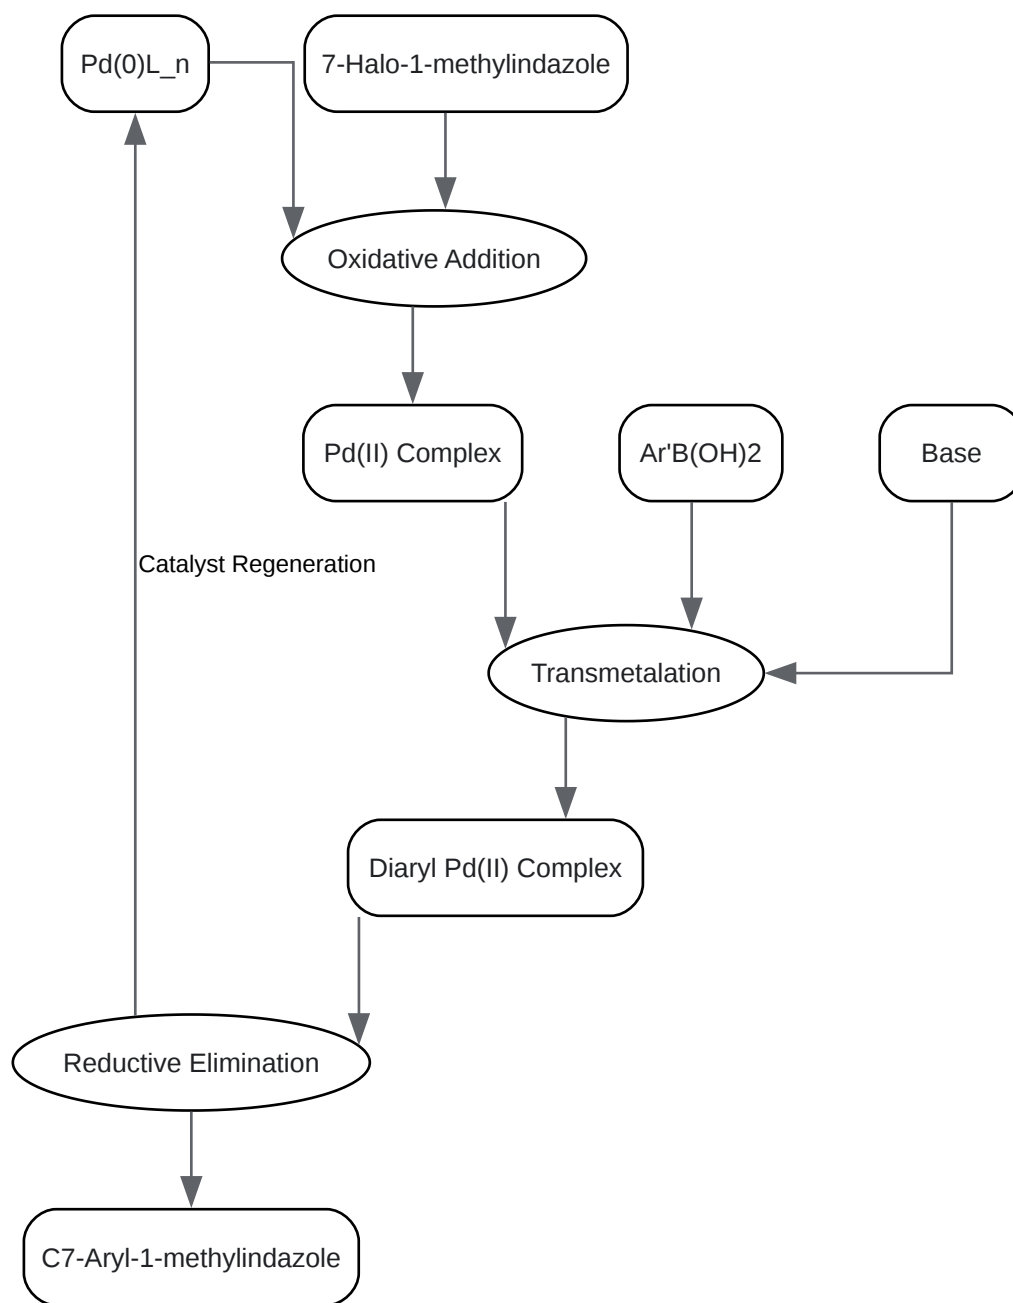 Pd(0)L_n
7-Halo-1-methylindazole
Oxidative Addition
Pd(II) Complex
Ar'B(OH)2
Base
Catalyst Regeneration
Transmetalation
Diaryl Pd(II) Complex
Reductive Elimination
C7-Aryl-1-methylindazole